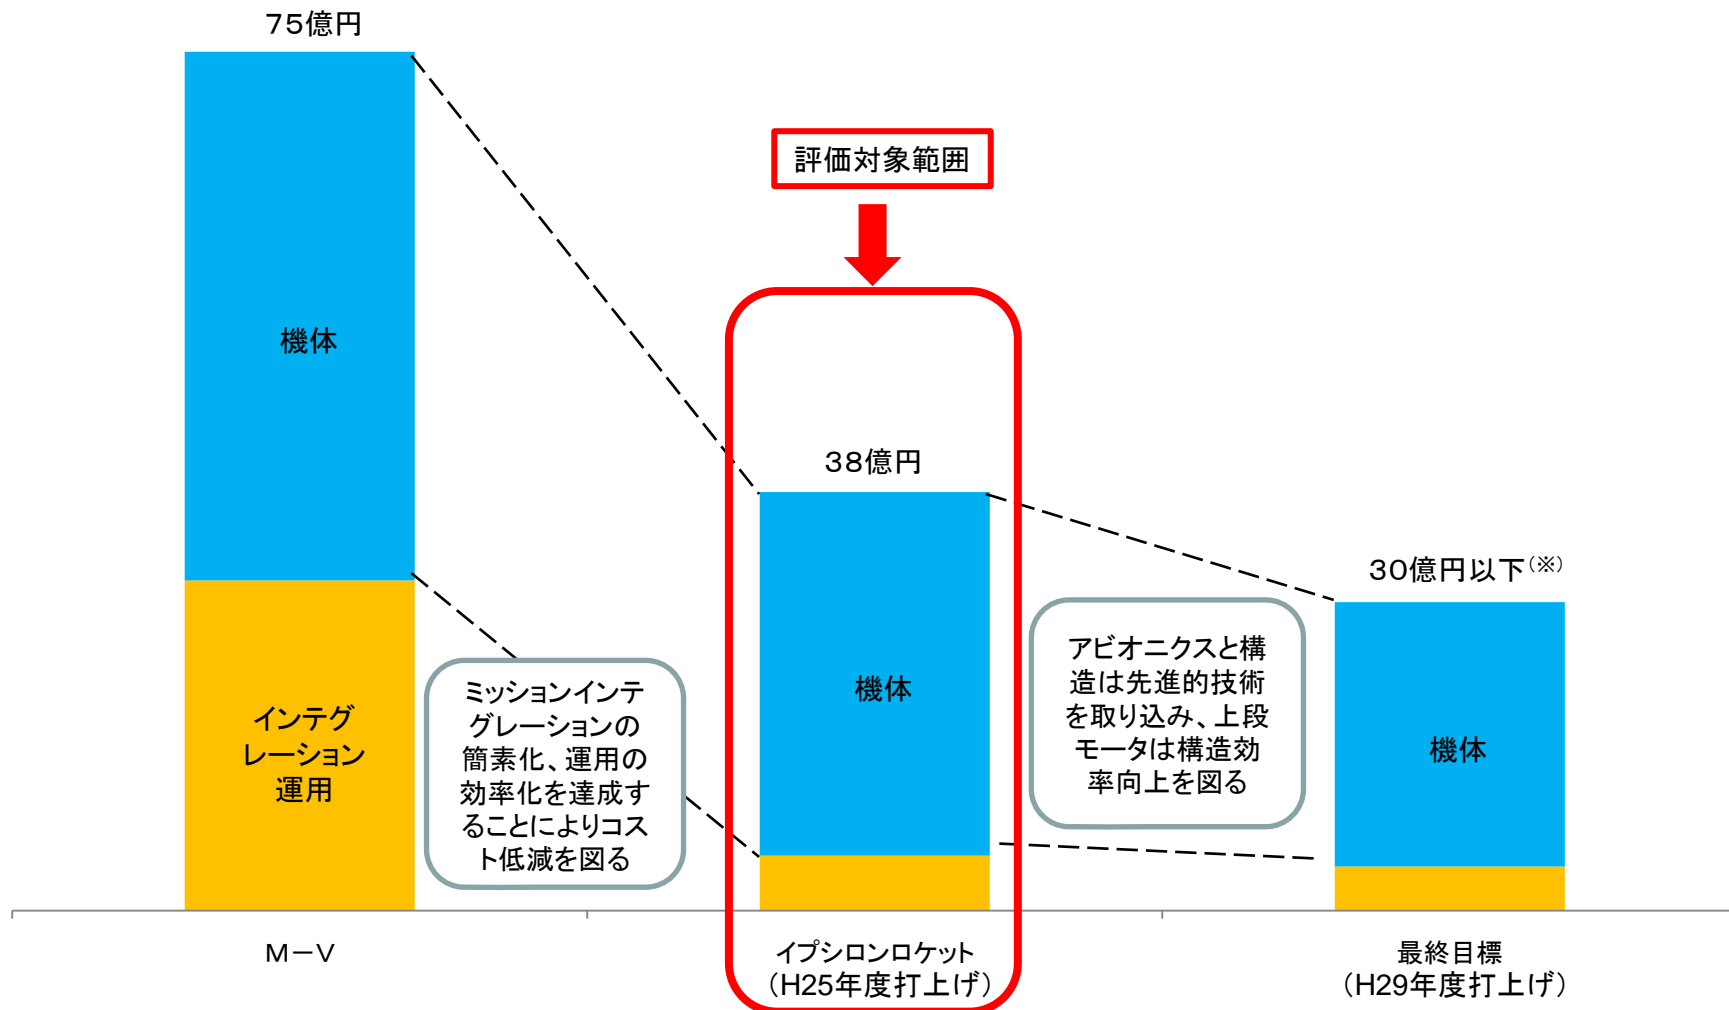 75億円
機体
インテグ
レーション
運用
ミッションインテ
グレーションの
簡素化、運用の
効率化を達成す
ることによりコス
ト低減を図る
評価対象範囲
38億円
機体
アビオニクスと構
造は先進的技術
を取り込み、上段
モータは構造効
率向上を図る
30億円以下(※)
機体
M-V
イプシロンロケット
(H25年度打上げ)
最終目標
(H29年度打上げ)